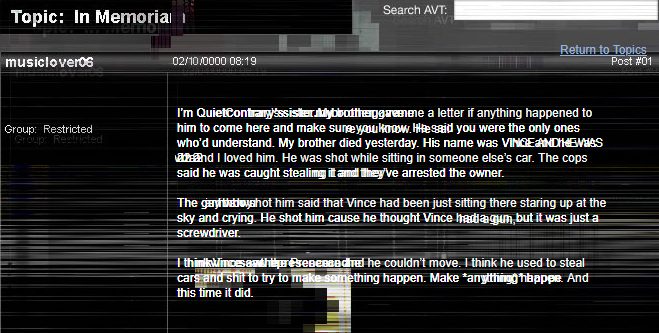 Topic: In Memoriam
Search AVT:
Return to Topics
musiclover06
02/10/0000 08:19
Post #01
Group: Restricted
I'm QuietContrary's sister. My brother gave me a letter if anything happened to
him to come here and make sure you know. He said you were the only ones
who'd understand. My brother died yesterday. His name was VINCE AND HE WAS
22 and I loved him. He was shot while sitting in someone else's car. The cops
said he was caught stealing it and they've arrested the owner.
The guy who shot him said that Vince had been just sitting there staring up at the
sky and crying. He shot him cause he thought Vince had a gun, but it was just a
screwdriver.
I think Vince saw the Presence and he couldn't move. I think he used to steal
cars and shit to try to make something happen. Make *anything* happen. And
this time it did.